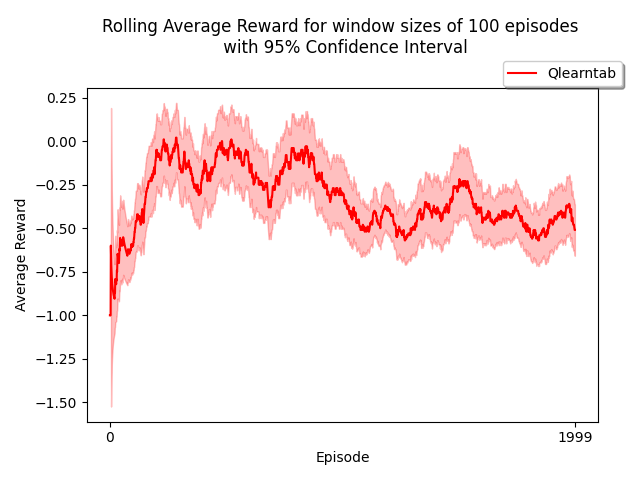 Rolling Average Reward for window sizes of 100 episodes
with 95% Confidence Interval
Qlearntab
0.25
0.00
−0.25
−0.50
−0.75
−1.00
−1.25
−1.50
Average Reward
0
1999
Episode